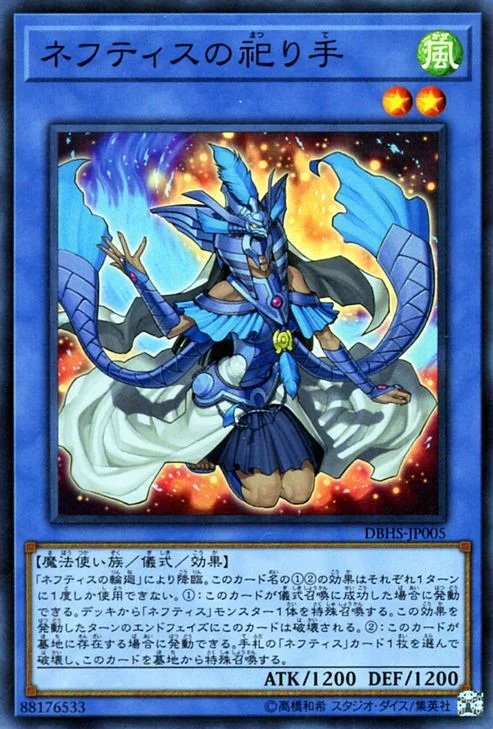 ネフティスの祀り手
風
DBHS-JP005
【魔法使い族／儀式／効果】
「ネフティスの輪廻」により降臨。このカード名の①②の効果はそれぞれ1ターン
に1度しか使用できない。①：このカードが儀式召喚に成功した場合に発動
できる。デッキから「ネフティス」モンスター1体を特殊召喚する。この効果を
発動したターンのエンドフェイズにこのカードは破壊される。②：このカードが
墓地に存在する場合に発動できる。手札の「ネフティス」カード1枚を選んで
破壊し、このカードを墓地から特殊召喚する。
ATK/1200 DEF/1200
88176533
©高橋和希 スタジオ・ダイス/集英社